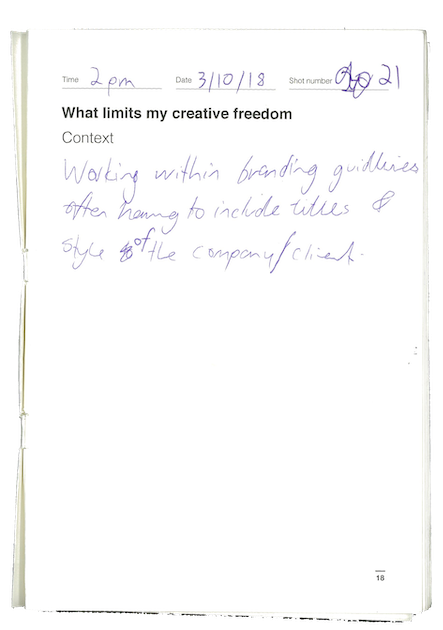 Time 2pm Date 3/10/18 Shot number 21
What limits my creative freedom
Context
Working within branding guidlines
often having to include titles &
style of the company/client.
18